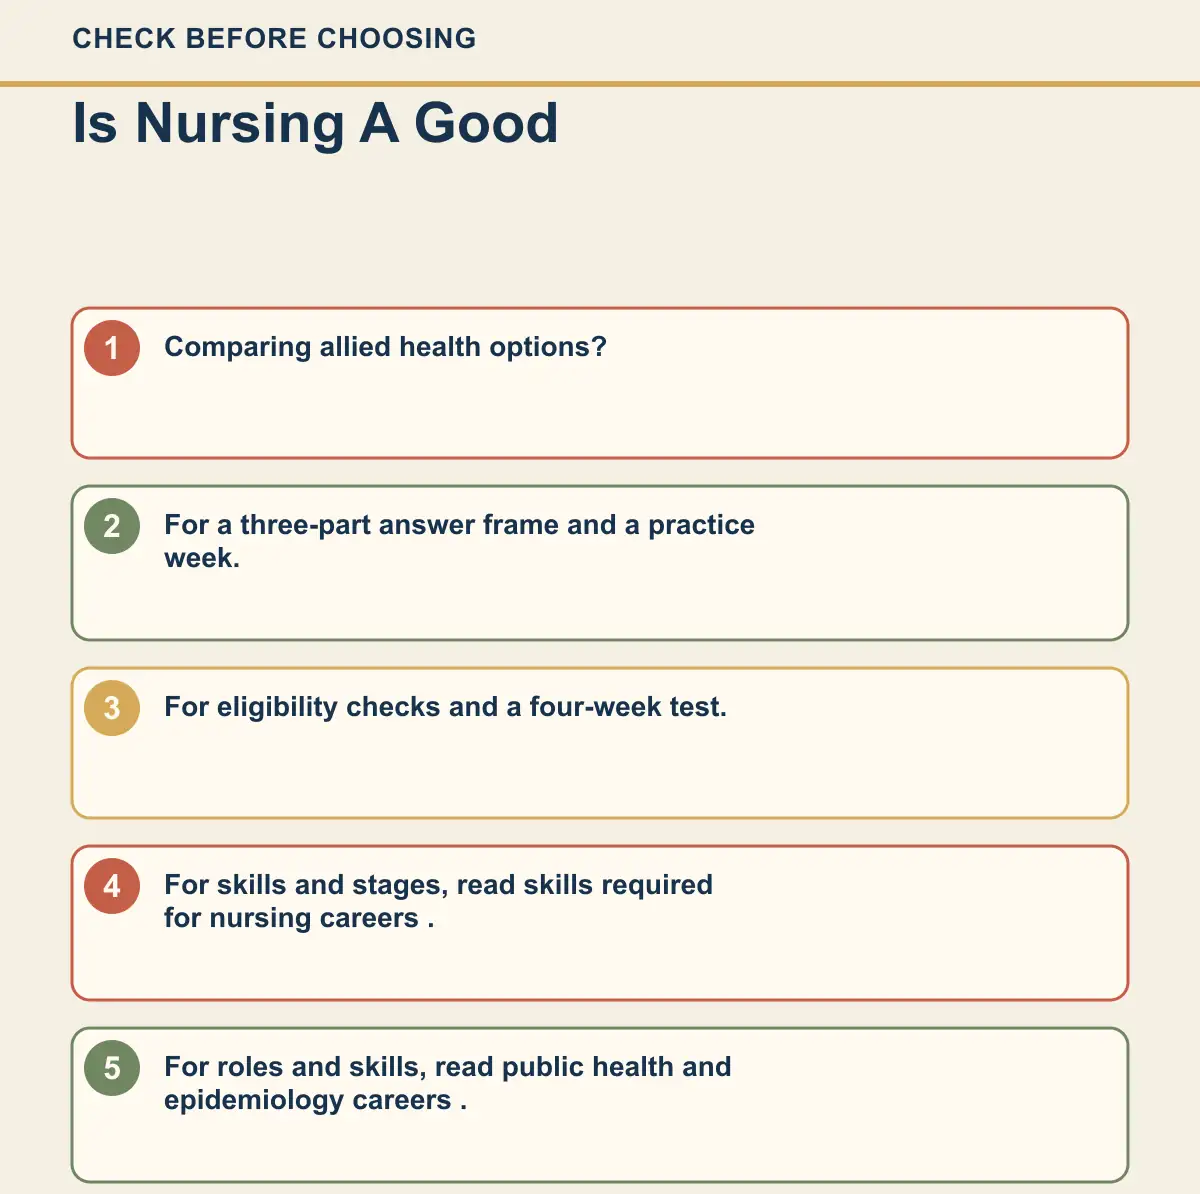 CHECK BEFORE CHOOSING
Is Nursing A Good
1
Comparing allied health options?
2
For a three-part answer frame and a practice
week.
3
For eligibility checks and a four-week test.
4
For skills and stages, read skills required
for nursing careers .
5
For roles and skills, read public health and
epidemiology careers .